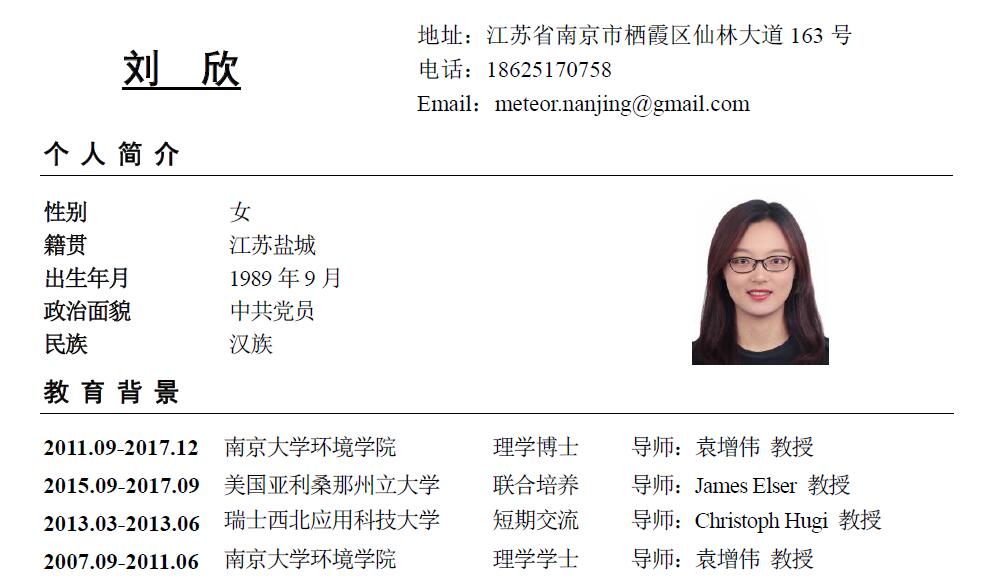 刘 欣
地址：江苏省南京市栖霞区仙林大道 163 号
电话：18625170758
Email：meteor.nanjing@gmail.com
个 人 简 介
性别 女
籍贯 江苏盐城
出生年月 1989 年 9 月
政治面貌 中共党员
民族 汉族
教 育 背 景
2011.09-2017.12 南京大学环境学院 理学博士 导师：袁增伟 教授
2015.09-2017.09 美国亚利桑那州立大学 联合培养 导师：James Elser 教授
2013.03-2013.06 瑞士西北应用科技大学 短期交流 导师：Christoph Hugi 教授
2007.09-2011.06 南京大学环境学院 理学学士 导师：袁增伟 教授